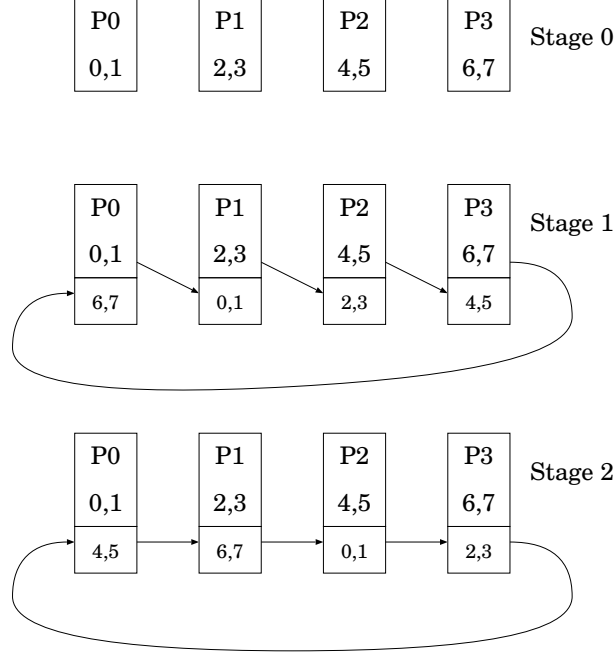 P0 P1 P2 P3 Stage 0
0,1 2,3 4,5 6,7
P0 P1 P2 P3 Stage 1
0,1 2,3 4,5 6,7
6,7 0,1 2,3 4,5
P0 P1 P2 P3 Stage 2
0,1 2,3 4,5 6,7
4,5 6,7 0,1 2,3